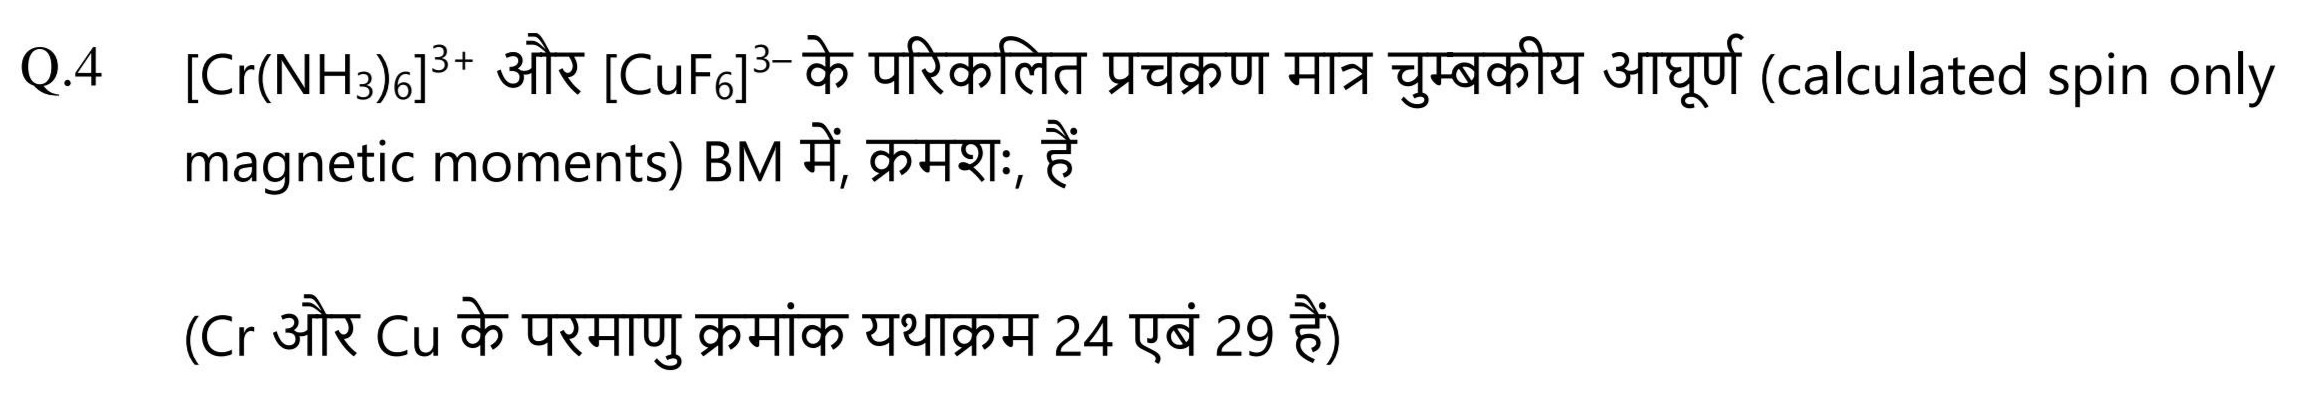 Q.4 [Cr(NH₃)₆]³⁺ और [CuF₆]³⁻ के परिकलित प्रचक्रण मात्र चुम्बकीय आघूर्ण (calculated spin only
magnetic moments) BM में, क्रमशः, हैं
(Cr और Cu के परमाणु क्रमांक यथाक्रम 24 एबं 29 हैं)